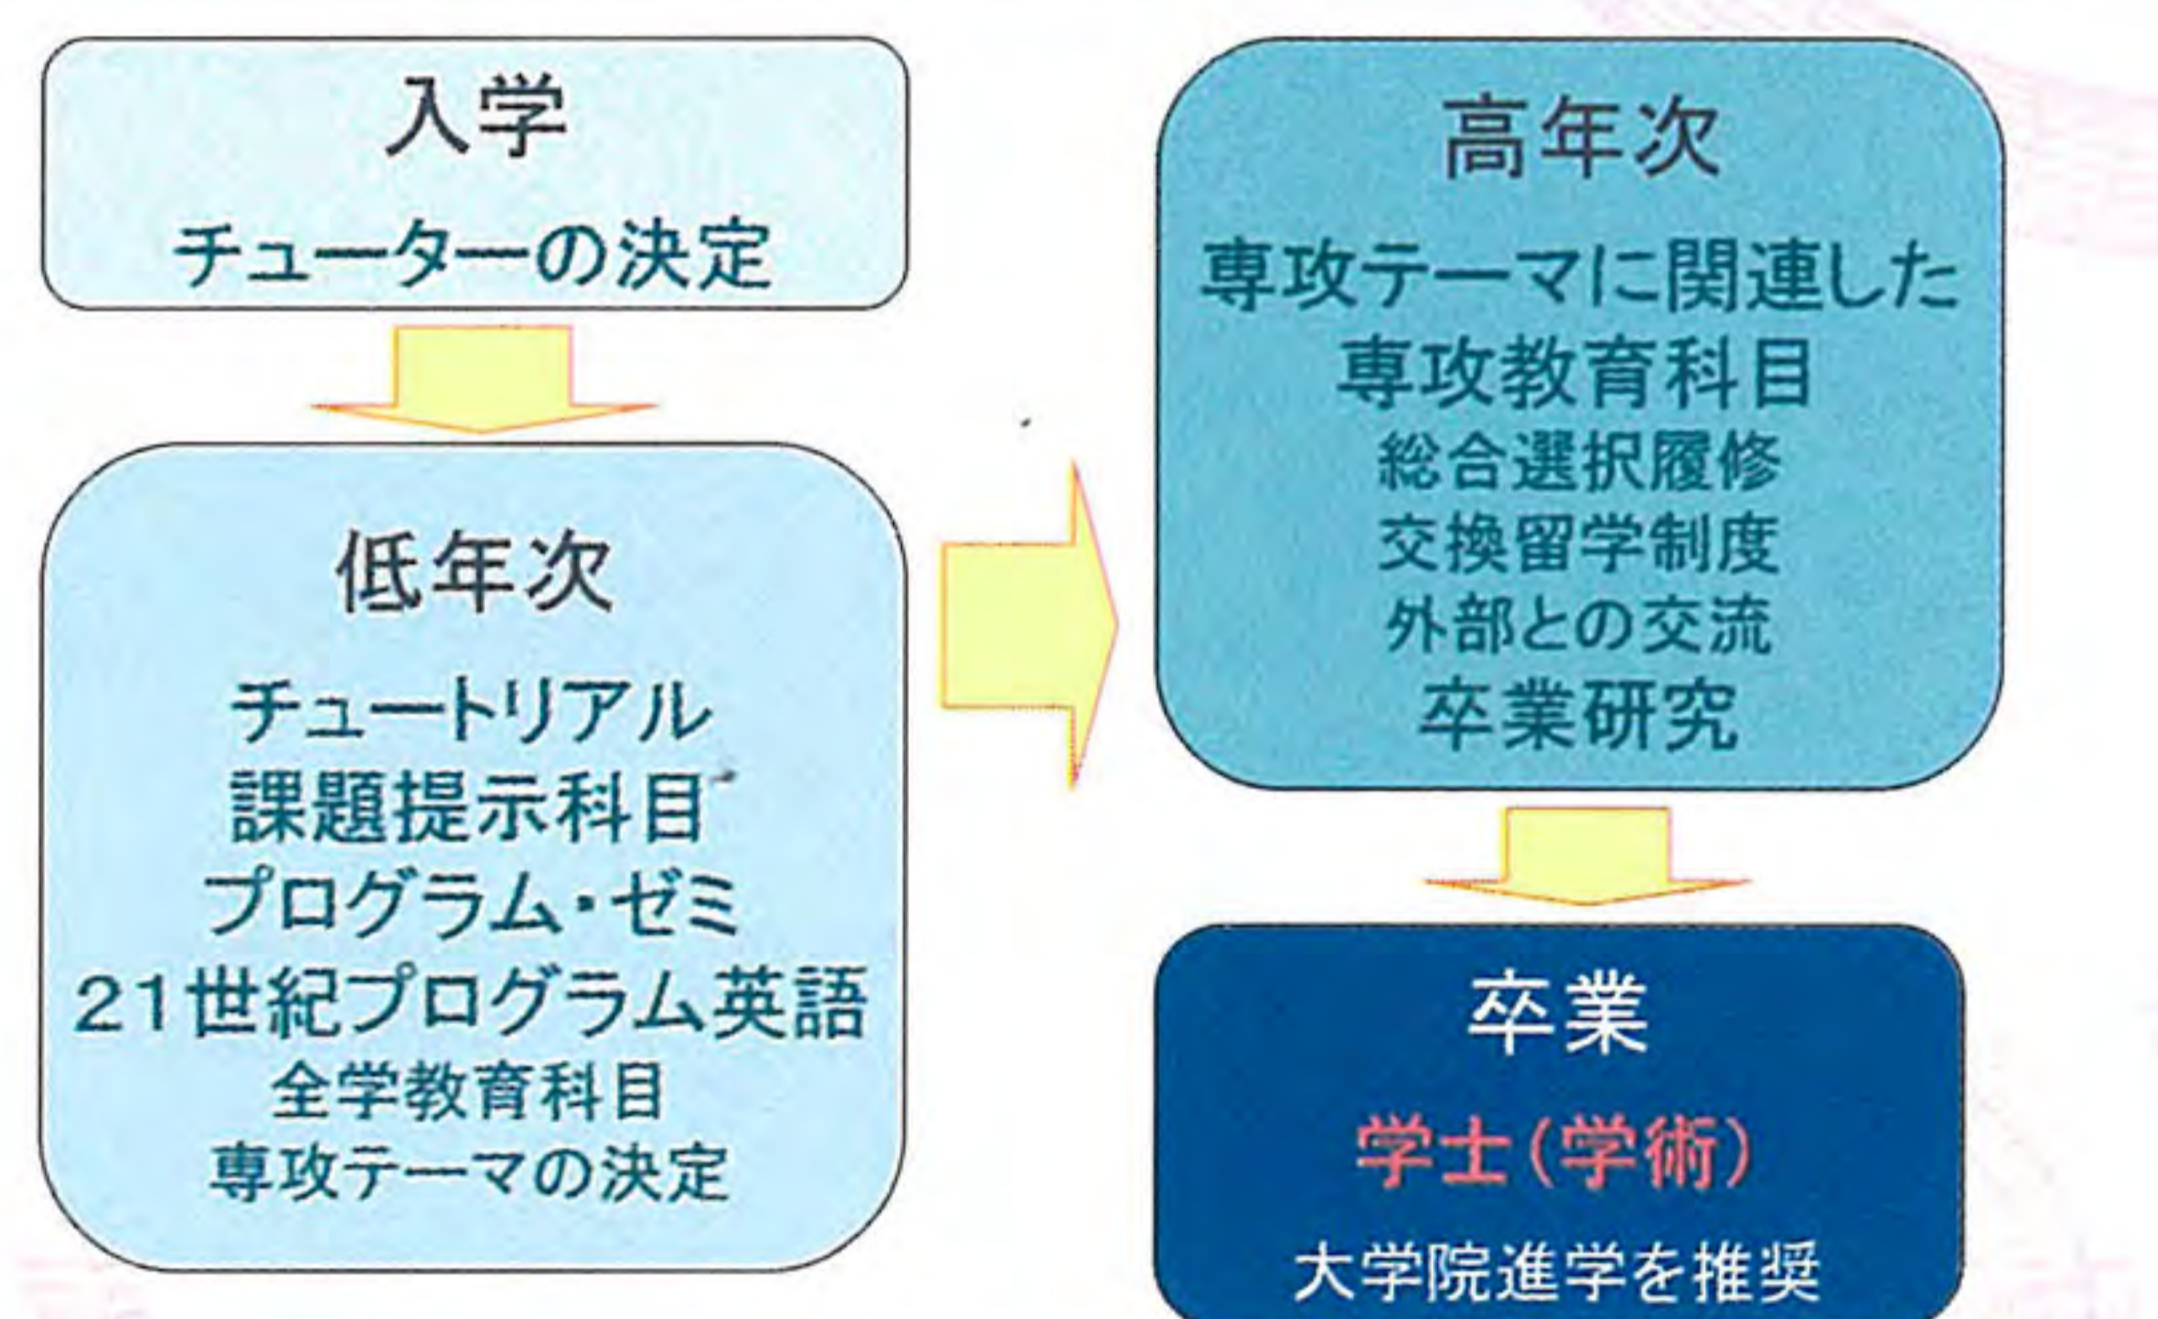 入学
チューターの決定
低年次
チュートリアル
課題提示科目
プログラム・ゼミ
21世紀プログラム英語
全学教育科目
専攻テーマの決定
高年次
専攻テーマに関連した
専攻教育科目
総合選択履修
交換留学制度
外部との交流
卒業研究
卒業
学士(学術)
大学院進学を推奨